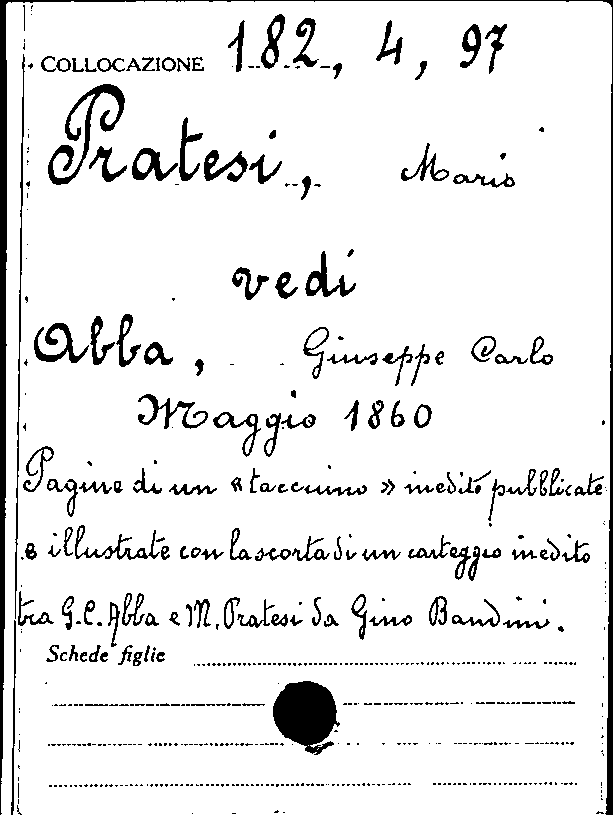 COLLOCAZIONE 182, 4, 97
Pratesi, Mario
vedi
Abba, Giuseppe Carlo
Maggio 1860
Pagine di un « taccuino » inedito pubblicate
e illustrate con la scorta di un carteggio inedito
tra G.C. Abba e M. Pratesi da Gino Bandini.
Schede figlie